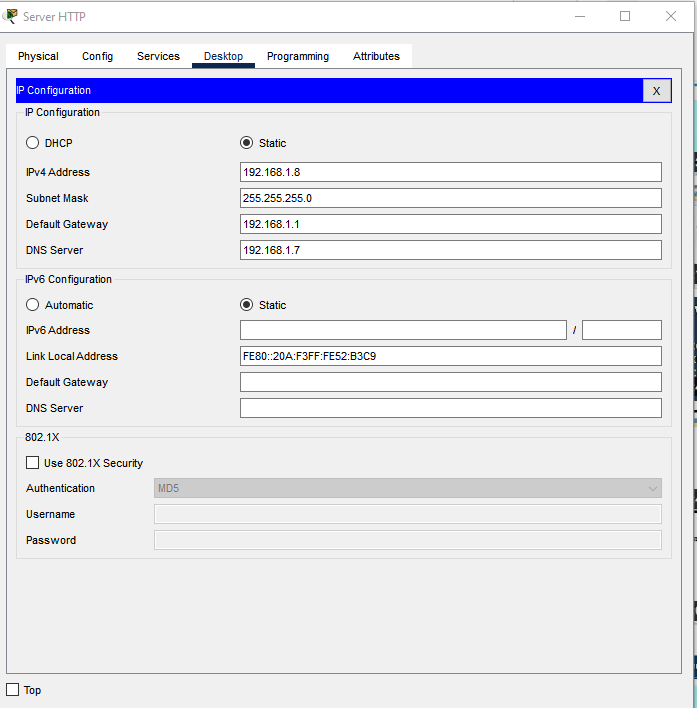 Server HTTP
Physical Config Services Desktop Programming Attributes
IP Configuration X
IP Configuration
DHCP Static
IPv4 Address 192.168.1.8
Subnet Mask 255.255.255.0
Default Gateway 192.168.1.1
DNS Server 192.168.1.7
IPv6 Configuration
Automatic Static
IPv6 Address /
Link Local Address FE80::20A:F3FF:FE52:B3C9
Default Gateway
DNS Server
802.1X
Use 802.1X Security
Authentication MD5
Username
Password
Top